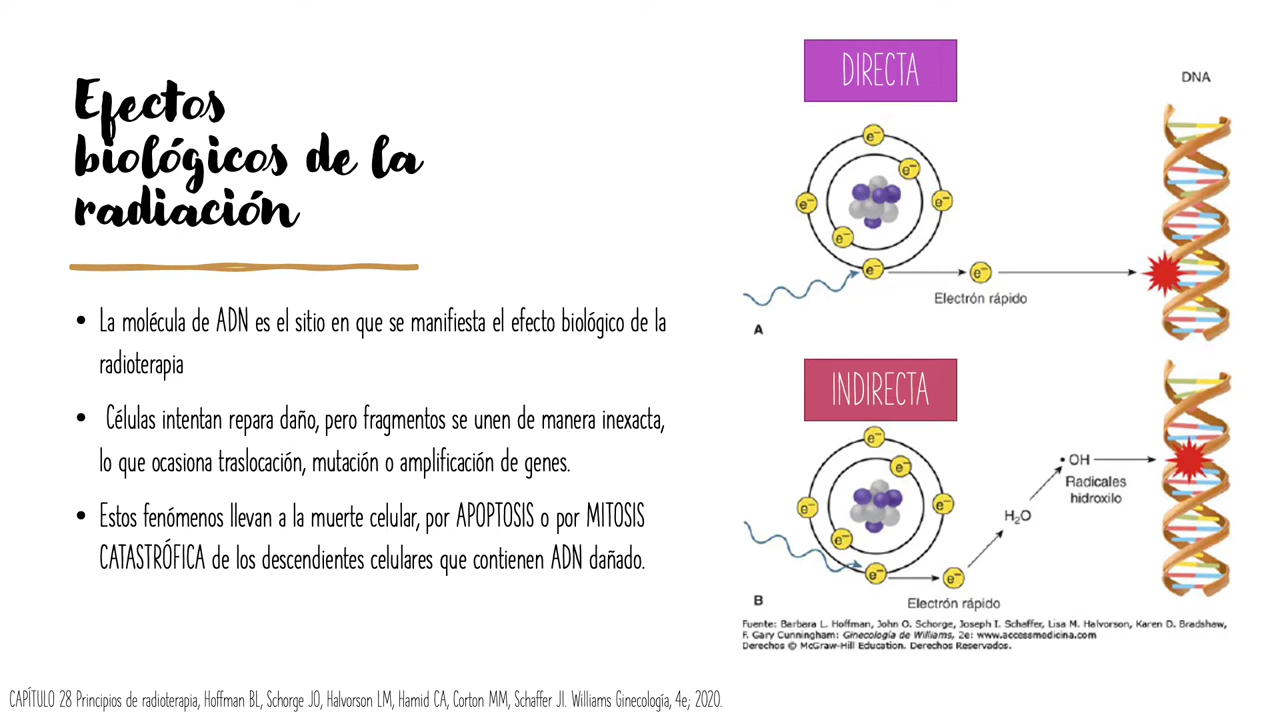 Efectos
biológicos de la
radiación
• La molécula de ADN es el sitio en que se manifiesta el efecto biológico de la
radioterapia
• Células intentan repara daño, pero fragmentos se unen de manera inexacta,
lo que ocasiona traslocación, mutación o amplificación de genes.
• Estos fenómenos llevan a la muerte celular, por APOPTOSIS o por MITOSIS
CATASTRÓFICA de los descendientes celulares que contienen ADN dañado.
DIRECTA
DNA
e⁻
e⁻
e⁻
e⁻
e⁻
e⁻
e⁻
Electrón rápido
A
INDIRECTA
e⁻
e⁻
e⁻
e⁻
e⁻
e⁻
e⁻
• OH
Radicales
hidroxilo
H₂O
Electrón rápido
B
Fuente: Barbara L. Hoffman, John O. Schorge, Joseph I. Schaffer, Lisa M. Halvorson, Karen D. Bradshaw,
F. Gary Cunningham: Ginecología de Williams, 2e: www.accessmedicina.com
Derechos © McGraw-Hill Education. Derechos Reservados.
CAPÍTULO 28 Principios de radioterapia, Hoffman BL, Schorge JO, Halvorson LM, Hamid CA, Corton MM, Schaffer JI. Williams Ginecología, 4e; 2020.